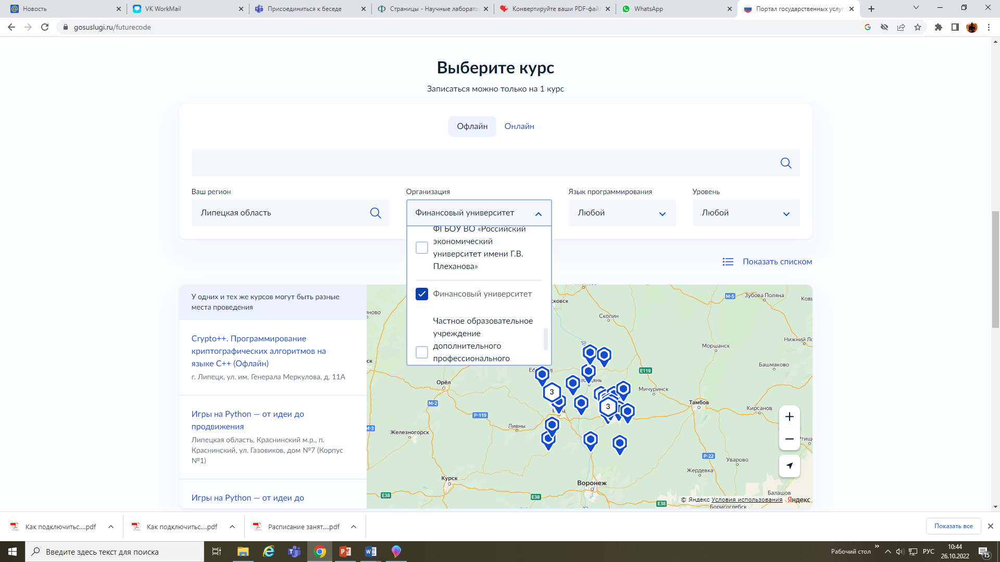 Новость
VK WorkMail
Присоединиться к беседе
Страницы - Научные лаборато
Конвертируйте ваши PDF-фай
WhatsApp
Портал государственных услуг
gosuslugi.ru/futurecode
Выберите курс
Записаться можно только на 1 курс
Офлайн
Онлайн
Ваш регион
Организация
Язык программирования
Уровень
Липецкая область
Финансовый университет
Любой
Любой
ФГБОУ ВО «Российский
экономический
университет имени Г.В.
Плеханова»
Финансовый университет
Частное образовательное
учреждение
дополнительного
профессионального
Показать списком
У одних и тех же курсов могут быть разные
места проведения
Crypto++. Программирование
криптографических алгоритмов на
языке C++ (Офлайн)
г. Липецк, ул. им. Генерала Меркулова, д. 11А
Игры на Python — от идеи до
продвижения
Липецкая область, Краснинский м.р., п.
Краснинский, ул. Газовиков, дом №7 (Корпус
№1)
Игры на Python — от идеи до
М-5
Зубова Поляна
Скопин
Моршанск
Башмаково
Е119
Орёл
Мичуринск
3
М-2
Тамбов
3
Кирсанов
Р-119
Ливны
М-3
Железногорск
Р-22
Уварово
Жердевка
Курск
Воронеж
Балашов
Е38
Е38
Е38
© Яндекс Условия использования Яндекс
Борисоглебск
Как подключитьс....pdf
Как подключитьс....pdf
Расписание занят....pdf
Показать все
Введите здесь текст для поиска
Рабочий стол
РУС
10:44
26.10.2022
15